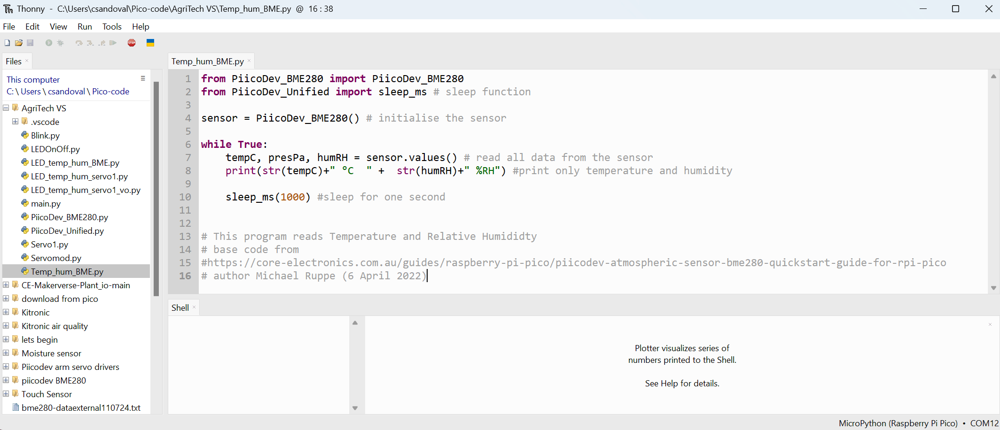 Thonny - C:\Users\csandoval\Pico-code\AgriTech VS\Temp_hum_BME.py @ 16 : 38
File Edit View Run Tools Help
STOP
Files
This computer
C: \ Users \ csandoval \ Pico-code
AgriTech VS
.vscode
Blink.py
LEDOnOff.py
LED_temp_hum_BME.py
LED_temp_hum_servo1.py
LED_temp_hum_servo1_vo.py
main.py
PiicoDev_BME280.py
PiicoDev_Unified.py
Servo1.py
Servomod.py
Temp_hum_BME.py
CE-Makerverse-Plant_io-main
download from pico
Kitronic
Kitronic air quality
lets begin
Moisture sensor
Piicodev arm servo drivers
piicodev BME280
Touch Sensor
bme280-dataexternal110724.txt
Temp_hum_BME.py
1 from PiicoDev_BME280 import PiicoDev_BME280
2 from PiicoDev_Unified import sleep_ms # sleep function
3
4 sensor = PiicoDev_BME280() # initialise the sensor
5
6 while True:
7     tempC, presPa, humRH = sensor.values() # read all data from the sensor
8     print(str(tempC)+" °C  " +  str(humRH)+" %RH") #print only temperature and humidity
9
10     sleep_ms(1000) #sleep for one second
11
12
13 # This program reads Temperature and Relative Humididty
14 # base code from
15 #https://core-electronics.com.au/guides/raspberry-pi-pico/piicodev-atmospheric-sensor-bme280-quickstart-guide-for-rpi-pico
16 # author Michael Ruppe (6 April 2022)
Shell
Plotter visualizes series of
numbers printed to the Shell.
See Help for details.
MicroPython (Raspberry Pi Pico) • COM12